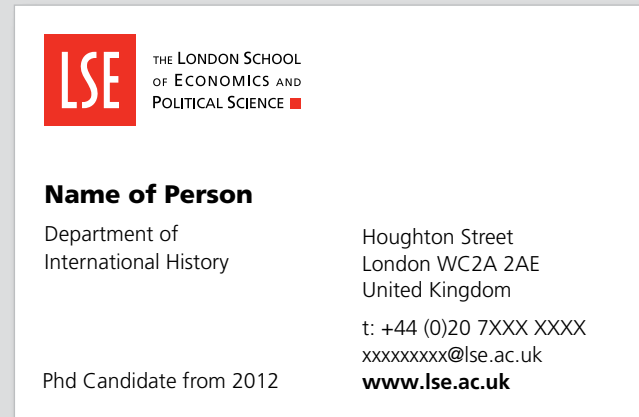 LSE
THE LONDON SCHOOL
OF ECONOMICS AND
POLITICAL SCIENCE
Name of Person
Department of
International History
Phd Candidate from 2012
Houghton Street
London WC2A 2AE
United Kingdom
t: +44 (0)20 7XXX XXXX
xxxxxxxxx@lse.ac.uk
www.lse.ac.uk